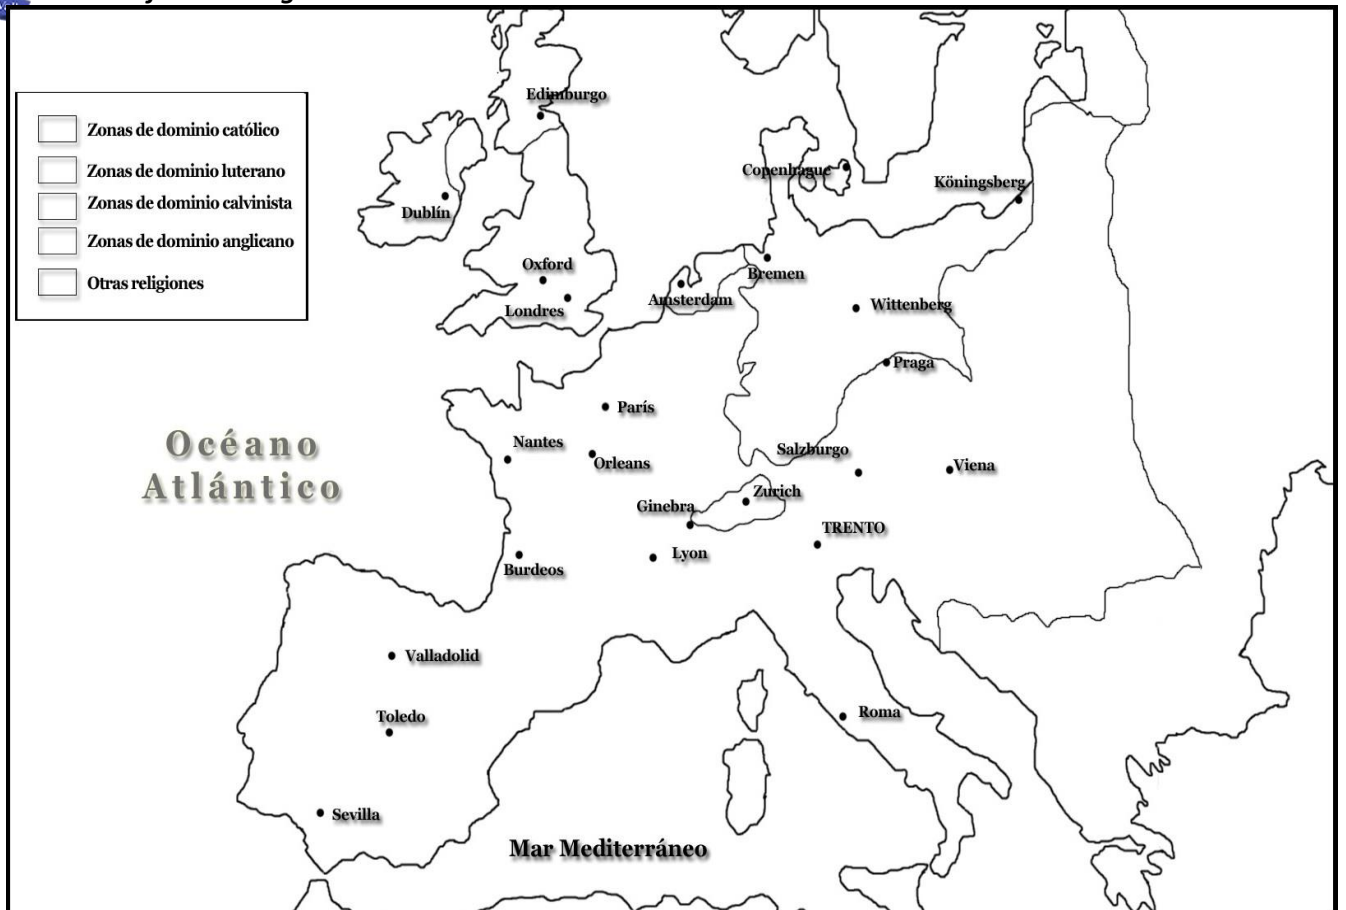 Zonas de dominio católico
Zonas de dominio luterano
Zonas de dominio calvinista
Zonas de dominio anglicano
Otras religiones
Edimburgo
Dublín
Copenhague
Köningsberg
Oxford
Londres
Amsterdam
Bremen
Wittenberg
Praga
París
Océano
Atlántico
Nantes
Orleans
Salzburgo
Viena
Zurich
Ginebra
TRENTO
Lyon
Burdeos
Valladolid
Toledo
Roma
Sevilla
Mar Mediterráneo